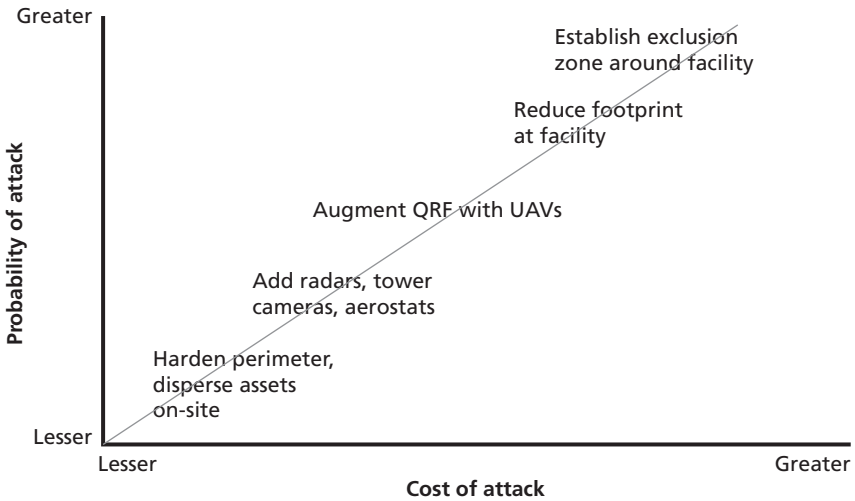 Greater
Probability of attack
Establish exclusion
zone around facility
Reduce footprint
at facility
Augment QRF with UAVs
Add radars, tower
cameras, aerostats
Harden perimeter,
disperse assets
on-site
Lesser
Lesser
Greater
Cost of attack